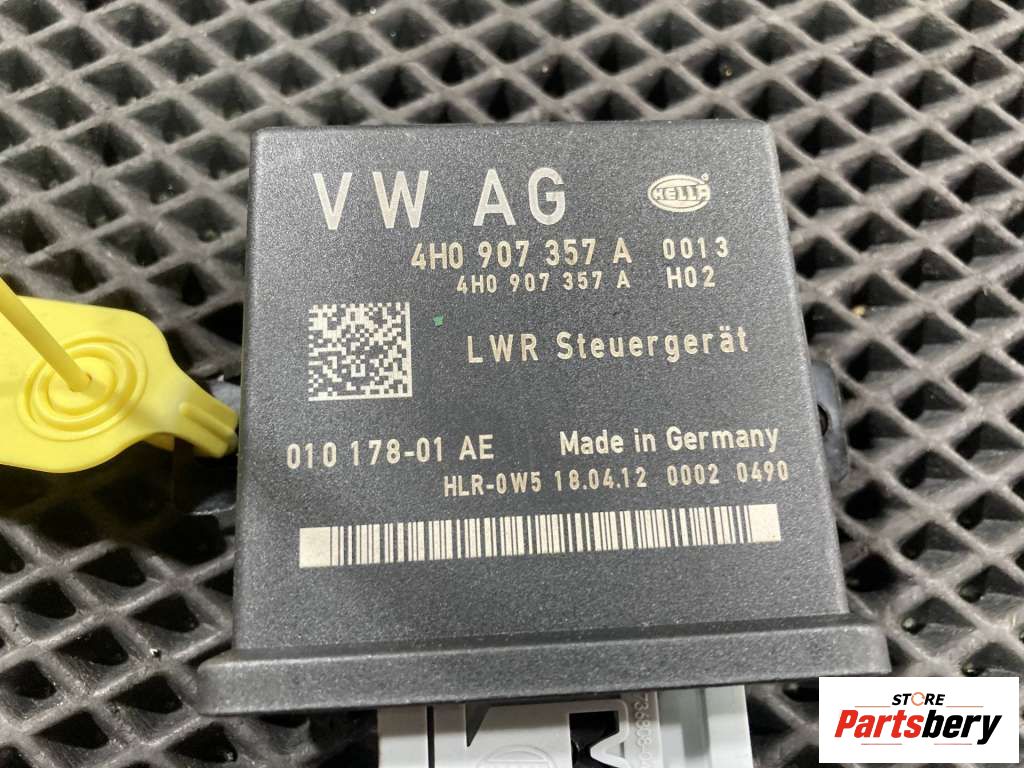 VW AG
HELLA
4H0 907 357 A 0013
4H0 907 357 A H02
LWR Steuergerät
010 178-01 AE Made in Germany
HLR-0W5 18.04.12 0002 0490
STORE
Partsbery